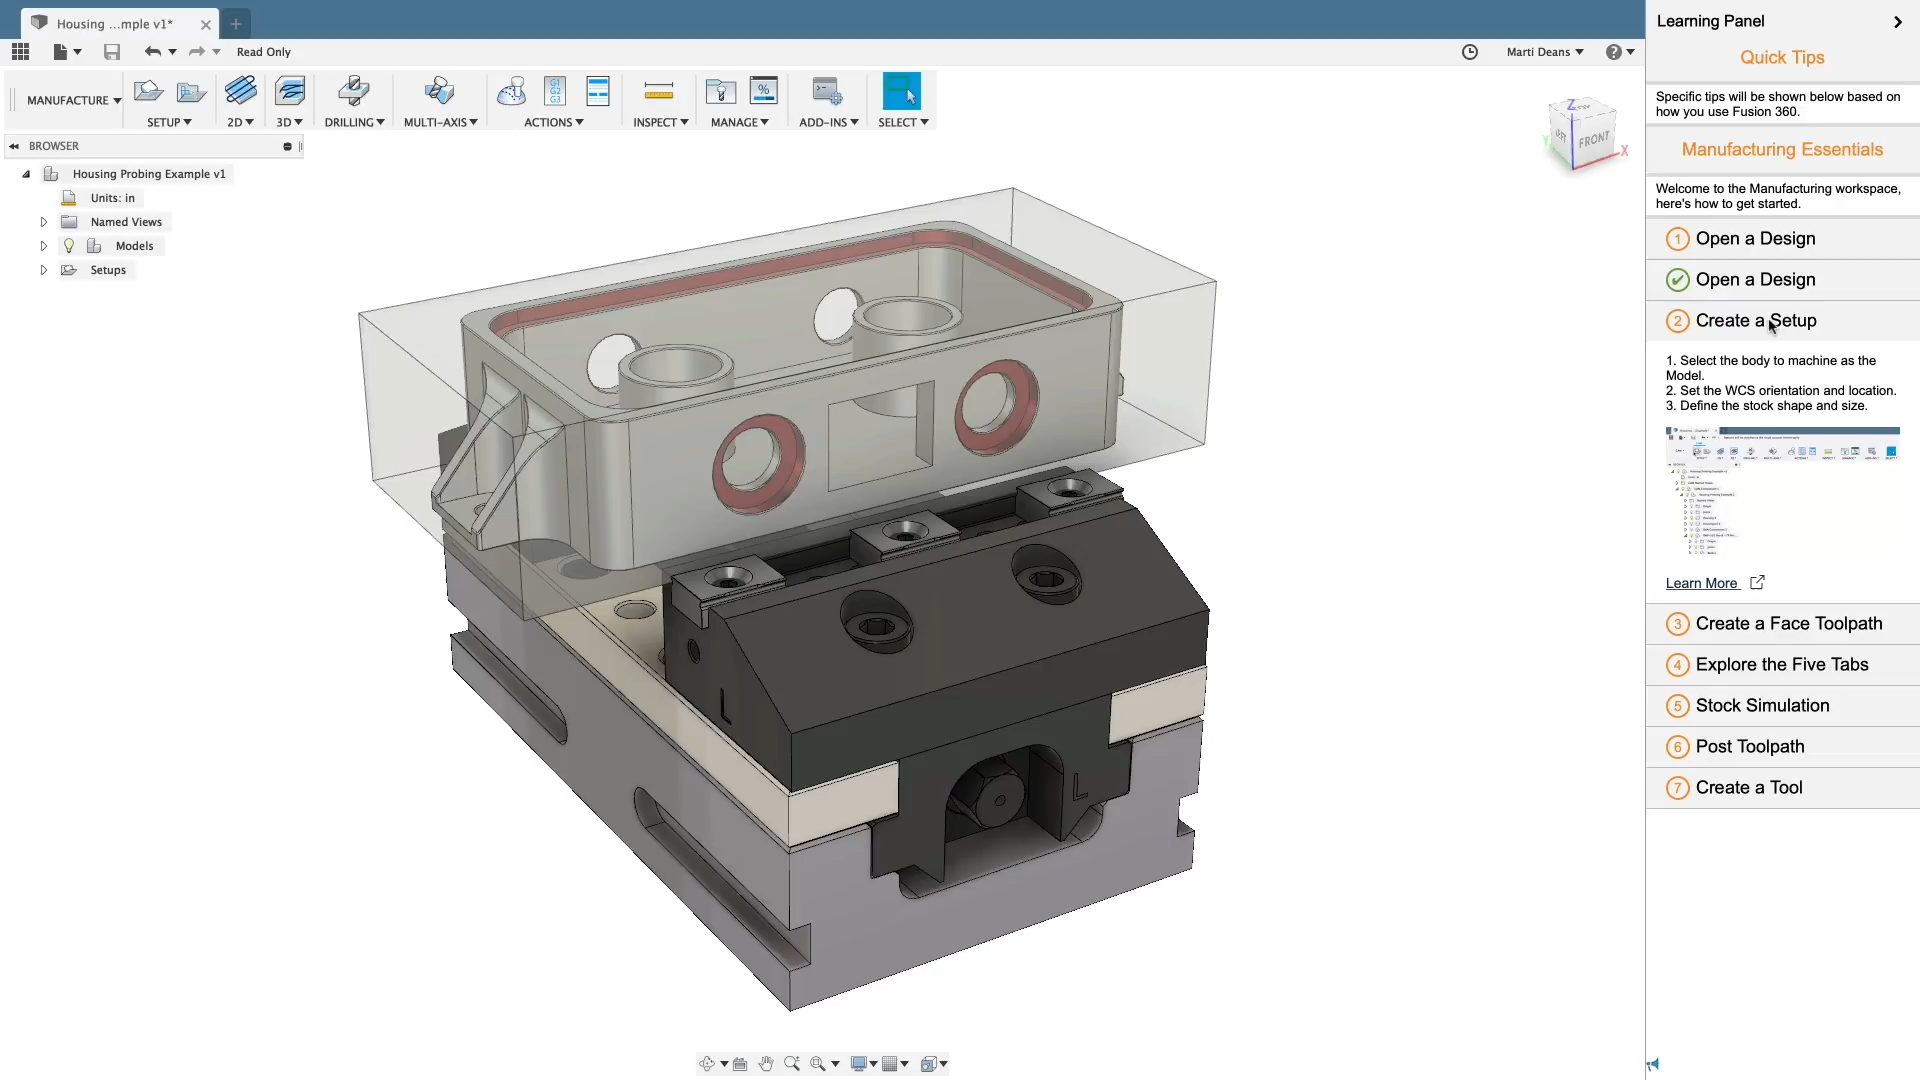 Housing ...mple v1*
Read Only
Marti Deans
MANUFACTURE
SETUP
2D
3D
DRILLING
MULTI-AXIS
G1
G2
G3
ACTIONS
INSPECT
%
MANAGE
ADD-INS
SELECT
BROWSER
Housing Probing Example v1
Units: in
Named Views
Models
Setups
Z
LEFT
FRONT
X
Y
L
L
Learning Panel
Quick Tips
Specific tips will be shown below based on
how you use Fusion 360.
Manufacturing Essentials
Welcome to the Manufacturing workspace,
here's how to get started.
1 Open a Design
Open a Design
2 Create a Setup
1. Select the body to machine as the
Model.
2. Set the WCS orientation and location.
3. Define the stock shape and size.
Learn More
3 Create a Face Toolpath
4 Explore the Five Tabs
5 Stock Simulation
6 Post Toolpath
7 Create a Tool